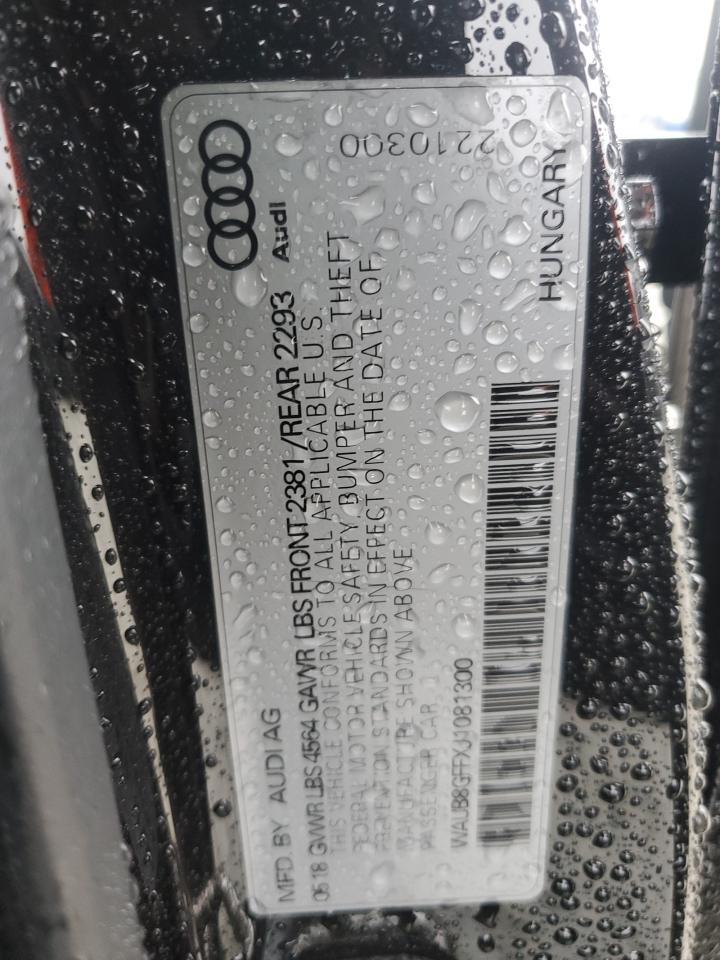 2210300
Audi
MFD BY AUDI AG
05 18 GVWR LBS 4564 GAWR LBS FRONT 2381 /REAR 2293
THIS VEHICLE CONFORMS TO ALL APPLICABLE U.S.
FEDERAL MOTOR VEHICLE SAFETY, BUMPER AND THEFT
PREVENTION STANDARDS IN EFFECT ON THE DATE OF
MANUFACTURE SHOWN ABOVE
PASSENGER CAR
WAUB8GFFXJ1081300
HUNGARY